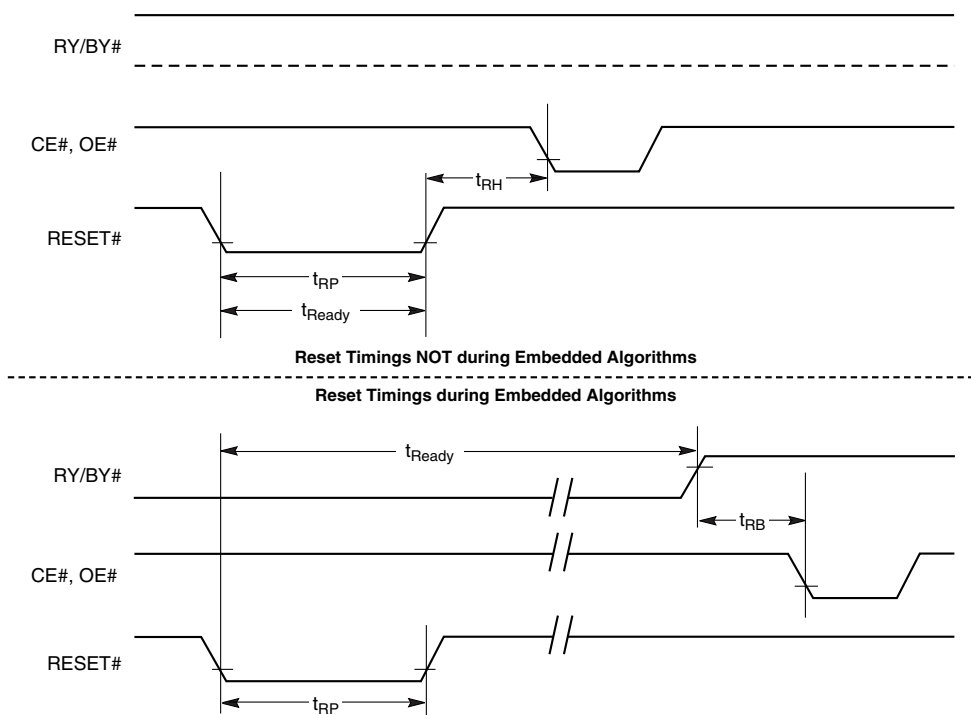 RY/BY#
CE#, OE#
tRH
RESET#
tRP
tReady
Reset Timings NOT during Embedded Algorithms
Reset Timings during Embedded Algorithms
tReady
RY/BY#
tRB
CE#, OE#
RESET#
tRP